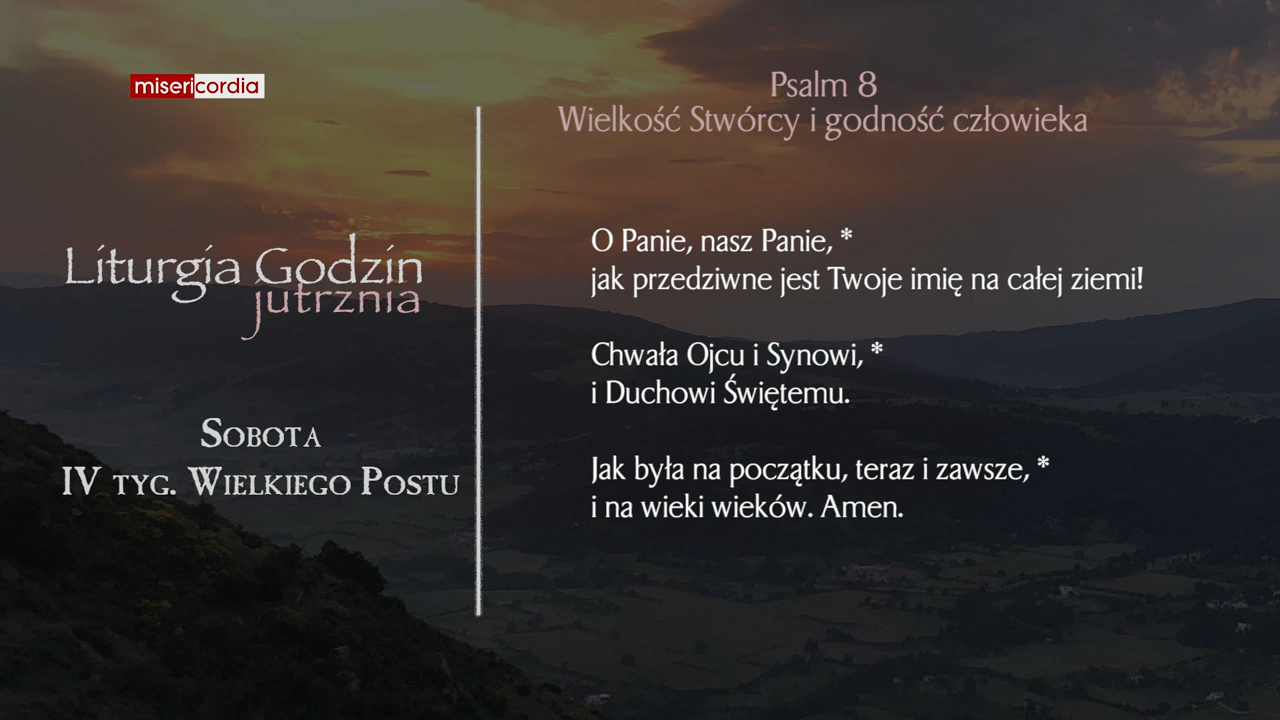 misericordia
Liturgia Godzin
jutrznia
Sobota
IV tyg. Wielkiego Postu
Psalm 8
Wielkość Stwórcy i godność człowieka
O Panie, nasz Panie, *
jak przedziwne jest Twoje imię na całej ziemi!
Chwała Ojcu i Synowi, *
i Duchowi Świętemu.
Jak była na początku, teraz i zawsze, *
i na wieki wieków. Amen.